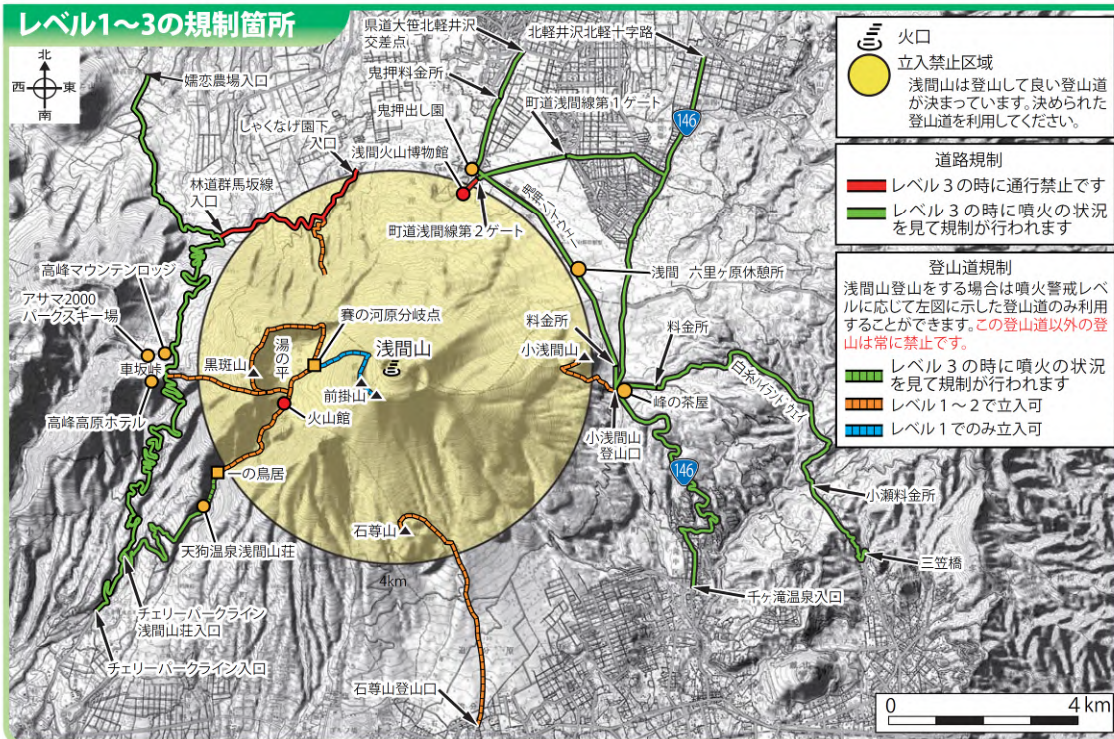 レベル1～3の規制箇所
北
西
東
南
県道大笹北軽井沢
交差点
北軽井沢北軽十字路
嬬恋農場入口
鬼押料金所
町道浅間線第1ゲート
鬼押出し園
しゃくなげ園下
入口
浅間火山博物館
146
林道群馬坂線
入口
鬼押ハイウェー
町道浅間線第2ゲート
高峰マウンテンロッジ
浅間 六里ヶ原休憩所
アサマ2000
パークスキー場
賽の河原分岐点
料金所
料金所
小浅間山
浅間山
湯の平
黒斑山
車坂峠
前掛山
白糸ハイランドウェイ
峰の茶屋
高峰高原ホテル
火山館
小浅間山
登山口
一の鳥居
146
小瀬料金所
石尊山
天狗温泉浅間山荘
三笠橋
4km
千ヶ滝温泉入口
チェリーパークライン
浅間山荘入口
チェリーパークライン入口
石尊山登山口
0
4 km
火口
立入禁止区域
浅間山は登山して良い登山道
が決まっています。決められた
登山道を利用してください。
道路規制
レベル3の時に通行禁止です
レベル3の時に噴火の状況
を見て規制が行われます
登山道規制
浅間山登山をする場合は噴火警戒レベ
ルに応じて左図に示した登山道のみ利用
することができます。この登山道以外の登
山は常に禁止です。
レベル3の時に噴火の状況
を見て規制が行われます
レベル1～2で立入可
レベル1でのみ立入可